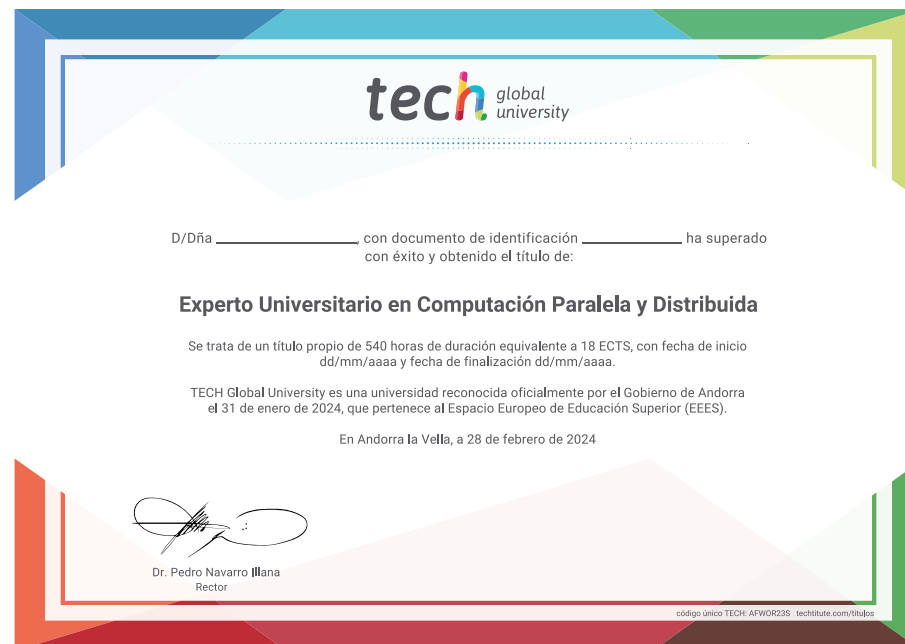 tech global university
D/Dña ____________________, con documento de identificación ______________ ha superado
con éxito y obtenido el título de:
Experto Universitario en Computación Paralela y Distribuida
Se trata de un título propio de 540 horas de duración equivalente a 18 ECTS, con fecha de inicio
dd/mm/aaaa y fecha de finalización dd/mm/aaaa.
TECH Global University es una universidad reconocida oficialmente por el Gobierno de Andorra
el 31 de enero de 2024, que pertenece al Espacio Europeo de Educación Superior (EEES).
En Andorra la Vella, a 28 de febrero de 2024
Dr. Pedro Navarro Illana
Rector
código único TECH: AFWOR23S techtitute.com/titulos